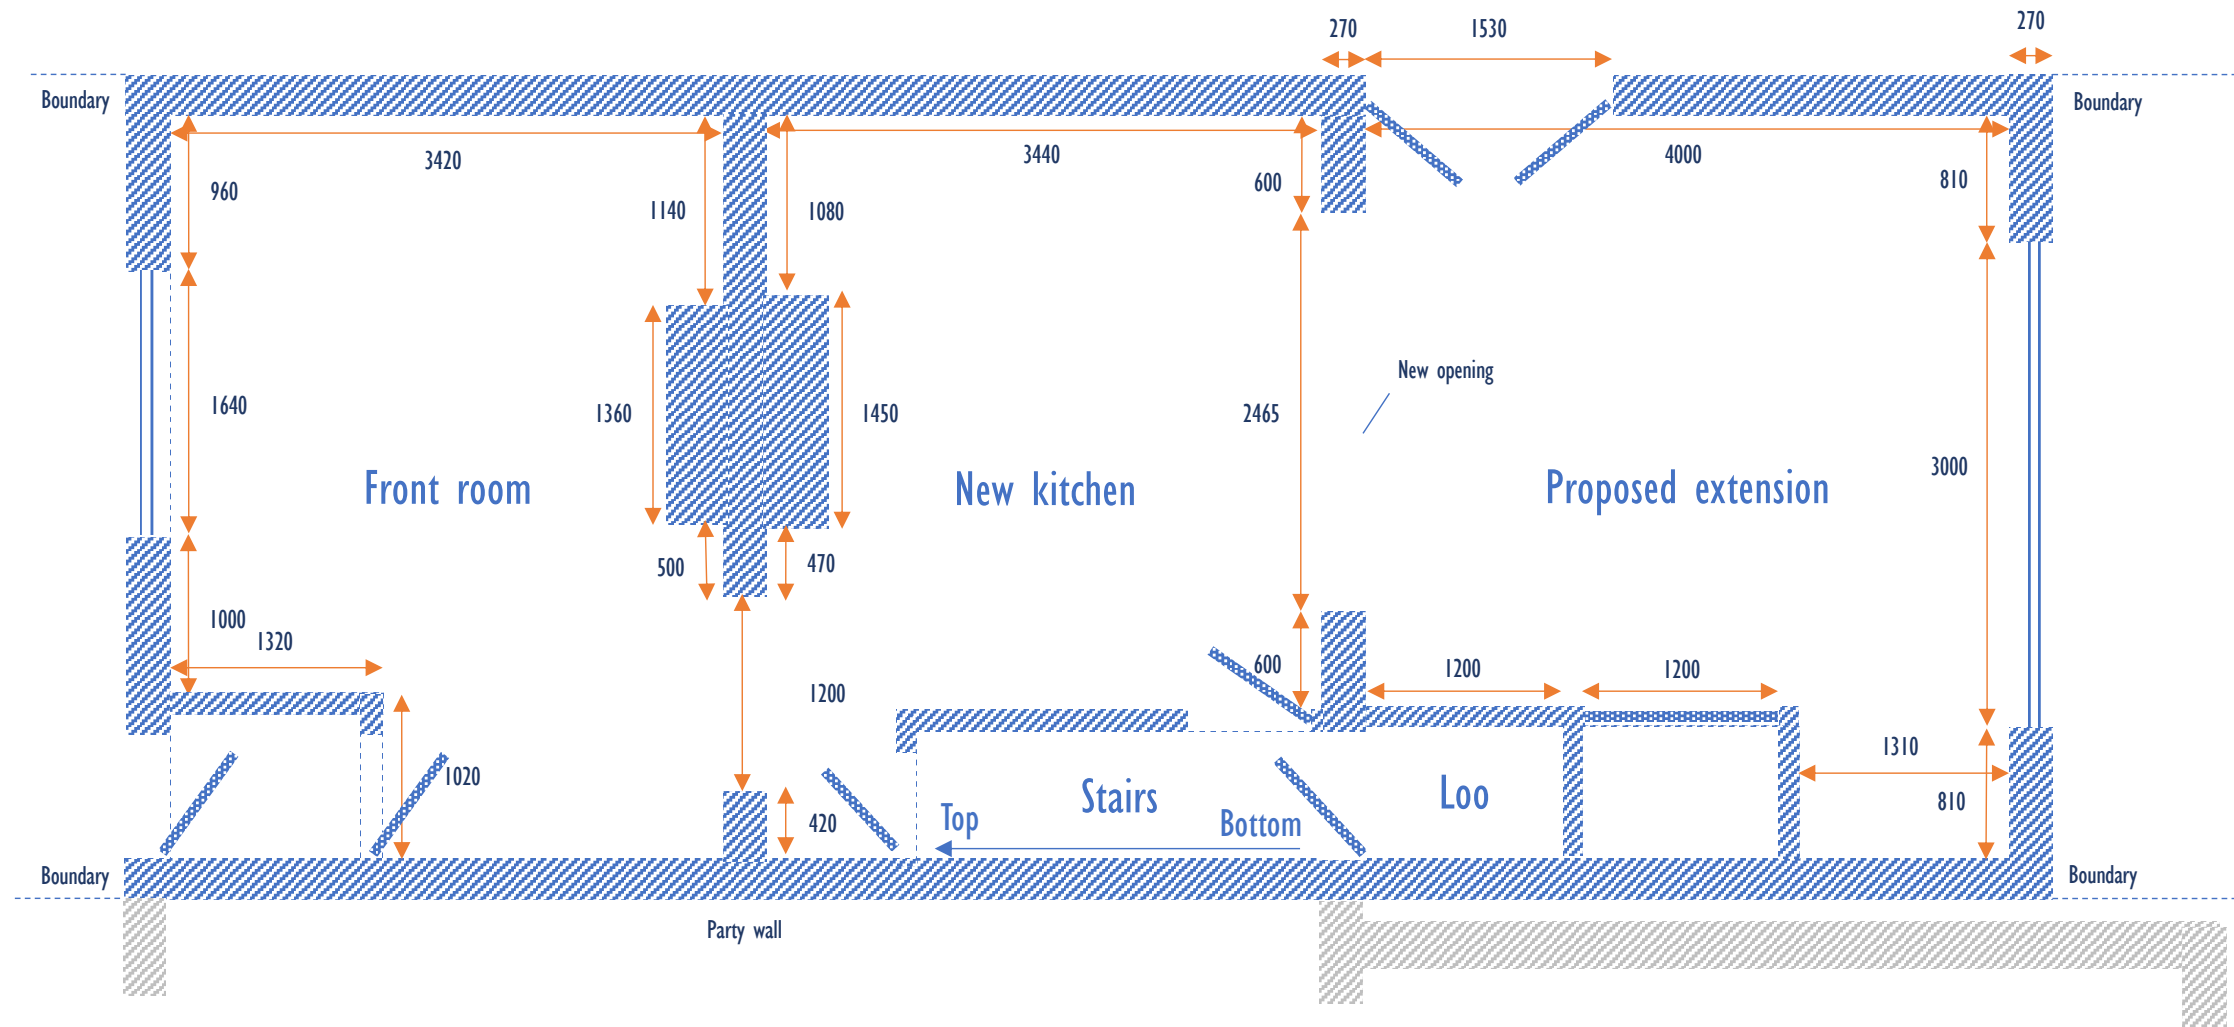 270
1530
270
Boundary
Boundary
3420
3440
4000
960
1140
1080
600
810
1640
1360
1450
2465
New opening
3000
Front room
New kitchen
Proposed extension
500
470
1000
1320
1200
600
1200
1200
1310
1020
420
Top
Stairs
Bottom
Loo
810
Boundary
Boundary
Party wall